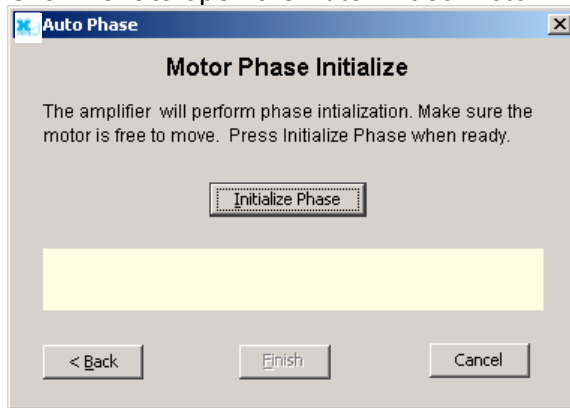 Auto Phase
Motor Phase Initialize
The amplifier will perform phase intialization. Make sure the
motor is free to move. Press Initialize Phase when ready.
Initialize Phase
< Back
Finish
Cancel